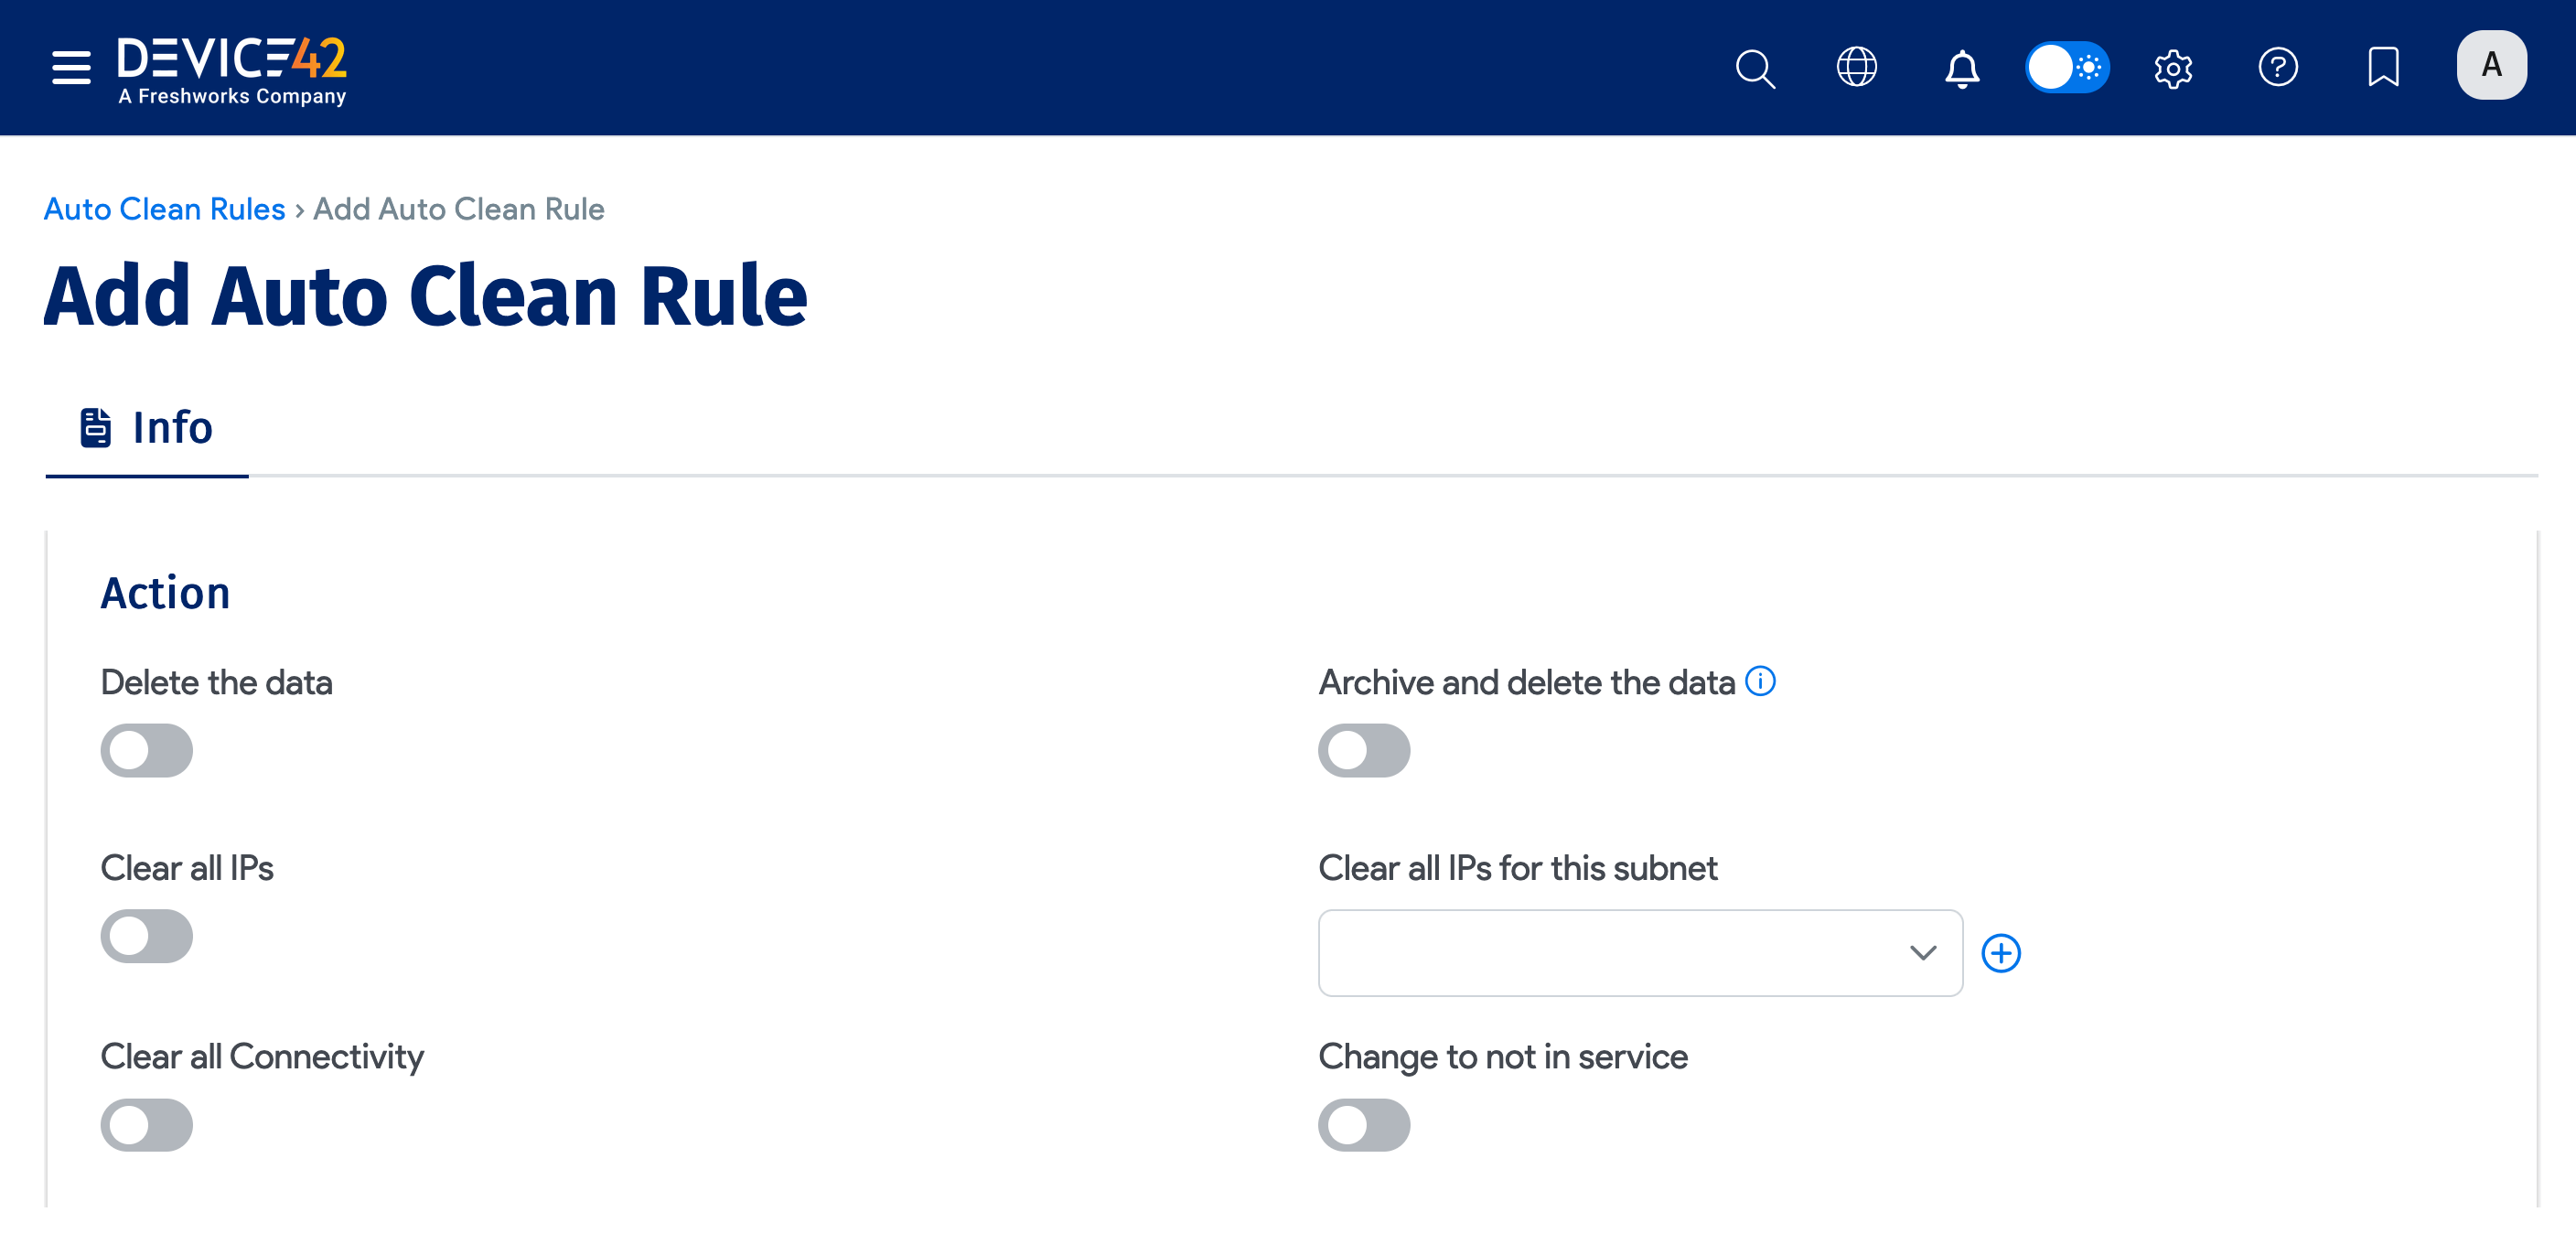 DEVICE42
A Freshworks Company
A
Auto Clean Rules › Add Auto Clean Rule
Add Auto Clean Rule
Info
Action
Delete the data
Archive and delete the data
Clear all IPs
Clear all IPs for this subnet
Clear all Connectivity
Change to not in service